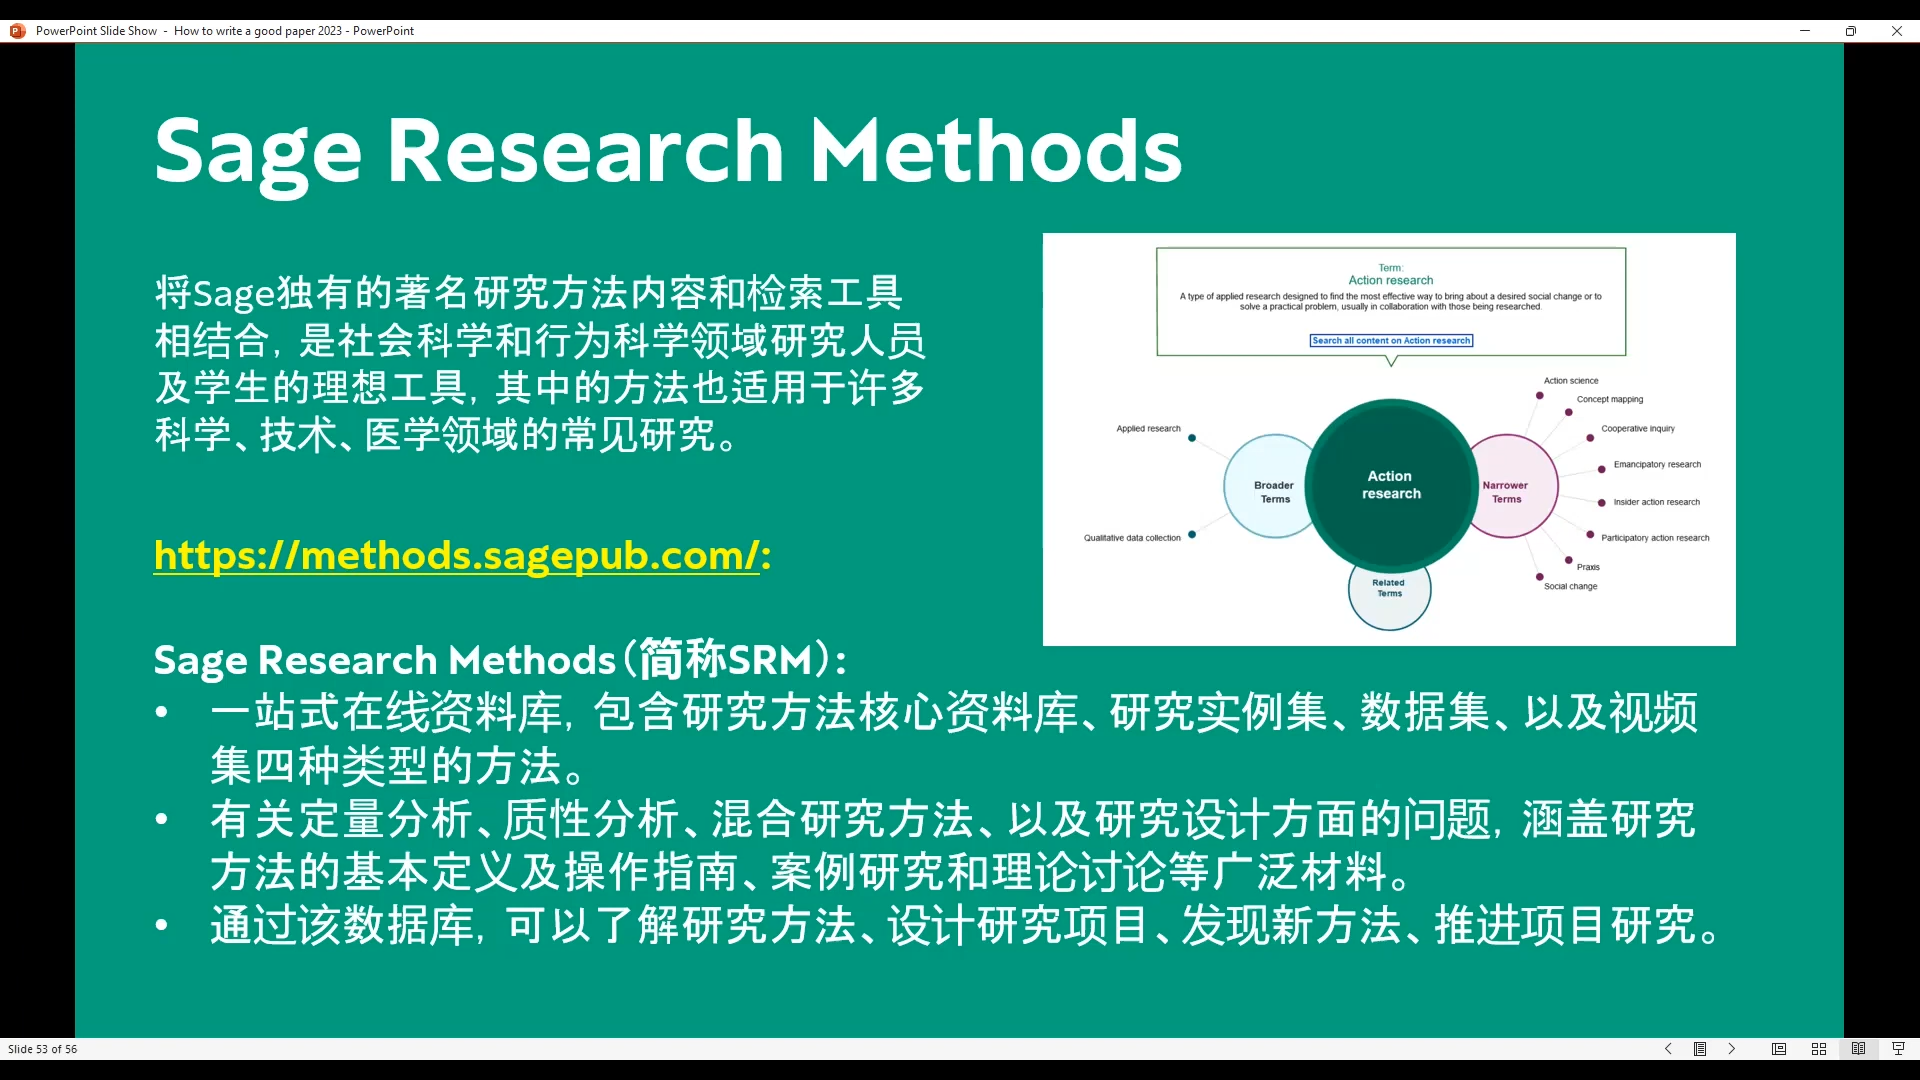 PowerPoint Slide Show - How to write a good paper 2023 - PowerPoint
Sage Research Methods
将Sage独有的著名研究方法内容和检索工具
相结合, 是社会科学和行为科学领域研究人员
及学生的理想工具, 其中的方法也适用于许多
科学、技术、医学领域的常见研究。
https://methods.sagepub.com/:
Term:
Action research
A type of applied research designed to find the most effective way to bring about a desired social change or to
solve a practical problem, usually in collaboration with those being researched.
Search all content on Action research
Applied research
Qualitative data collection
Broader
Terms
Action
research
Narrower
Terms
Related
Terms
Action science
Concept mapping
Cooperative inquiry
Emancipatory research
Insider action research
Participatory action research
Praxis
Social change
Sage Research Methods(简称SRM):
• 一站式在线资料库, 包含研究方法核心资料库、研究实例集、数据集、以及视频
集四种类型的方法。
• 有关定量分析、质性分析、混合研究方法、以及研究设计方面的问题, 涵盖研究
方法的基本定义及操作指南、案例研究和理论讨论等广泛材料。
• 通过该数据库, 可以了解研究方法、设计研究项目、发现新方法、推进项目研究。
Slide 53 of 56